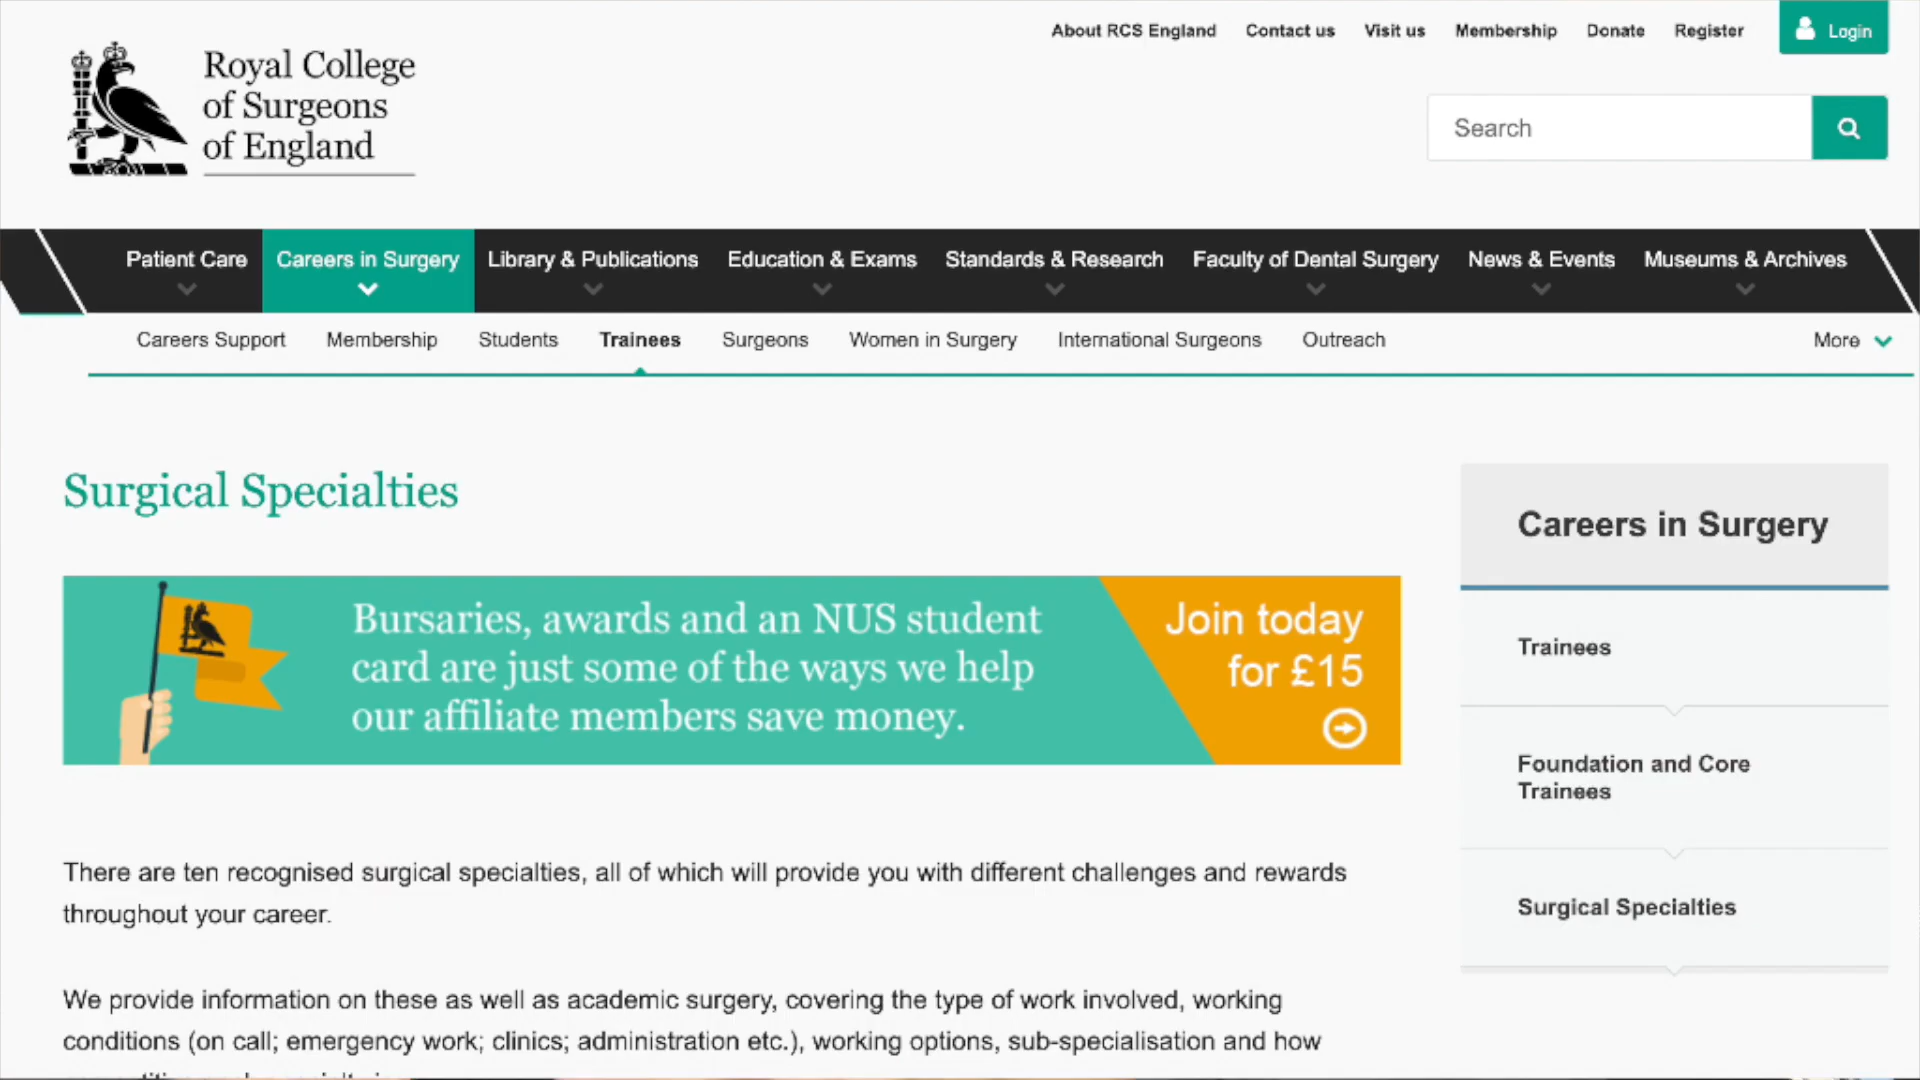 About RCS England Contact us Visit us Membership Donate Register Login
Royal College
of Surgeons
of England
Search
Patient Care Careers in Surgery Library & Publications Education & Exams Standards & Research Faculty of Dental Surgery News & Events Museums & Archives
Careers Support Membership Students Trainees Surgeons Women in Surgery International Surgeons Outreach More
Surgical Specialties
Bursaries, awards and an NUS student
card are just some of the ways we help
our affiliate members save money.
Join today
for £15
There are ten recognised surgical specialties, all of which will provide you with different challenges and rewards
throughout your career.
We provide information on these as well as academic surgery, covering the type of work involved, working
conditions (on call; emergency work; clinics; administration etc.), working options, sub-specialisation and how
Careers in Surgery
Trainees
Foundation and Core
Trainees
Surgical Specialties